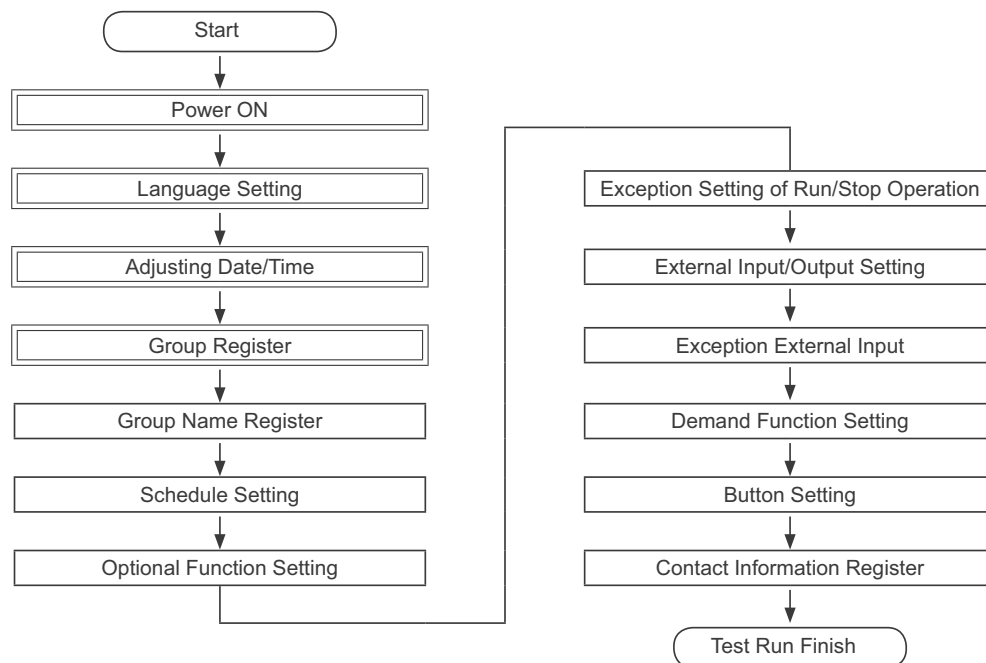 Start
Power ON
Language Setting
Adjusting Date/Time
Group Register
Group Name Register
Schedule Setting
Optional Function Setting
Exception Setting of Run/Stop Operation
External Input/Output Setting
Exception External Input
Demand Function Setting
Button Setting
Contact Information Register
Test Run Finish